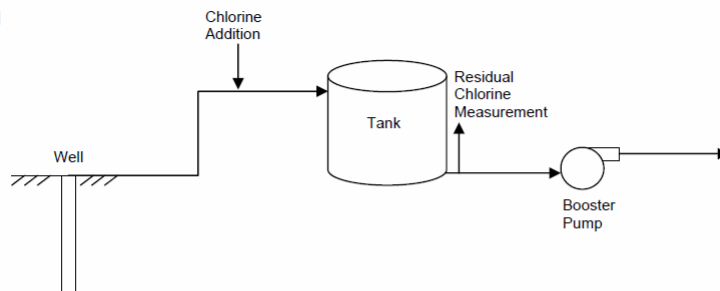 Chlorine
Addition
Residual
Chlorine
Measurement
Tank
Well
Booster
Pump